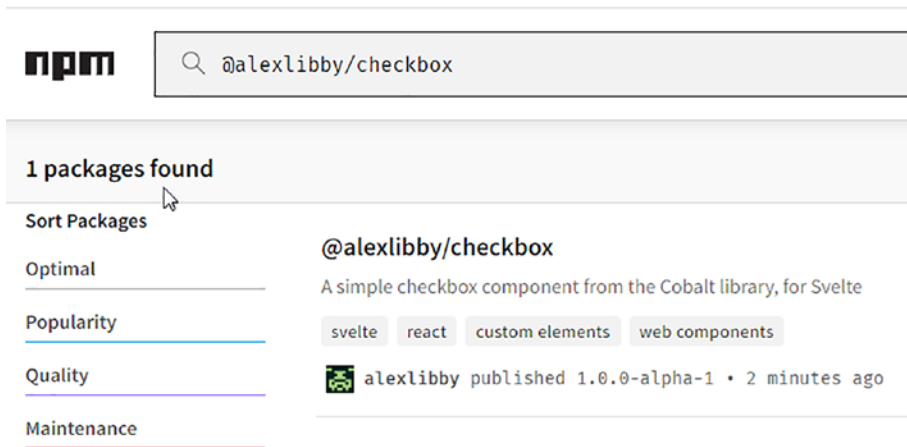 npm
@alexlibby/checkbox
1 packages found
Sort Packages
Optimal
Popularity
Quality
Maintenance
@alexlibby/checkbox
A simple checkbox component from the Cobalt library, for Svelte
svelte react custom elements web components
alexlibby published 1.0.0-alpha-1 • 2 minutes ago